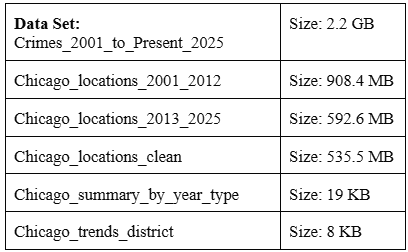 Data Set:
Crimes_2001_to_Present_2025
Size: 2.2 GB
Chicago_locations_2001_2012
Size: 908.4 MB
Chicago_locations_2013_2025
Size: 592.6 MB
Chicago_locations_clean
Size: 535.5 MB
Chicago_summary_by_year_type
Size: 19 KB
Chicago_trends_district
Size: 8 KB